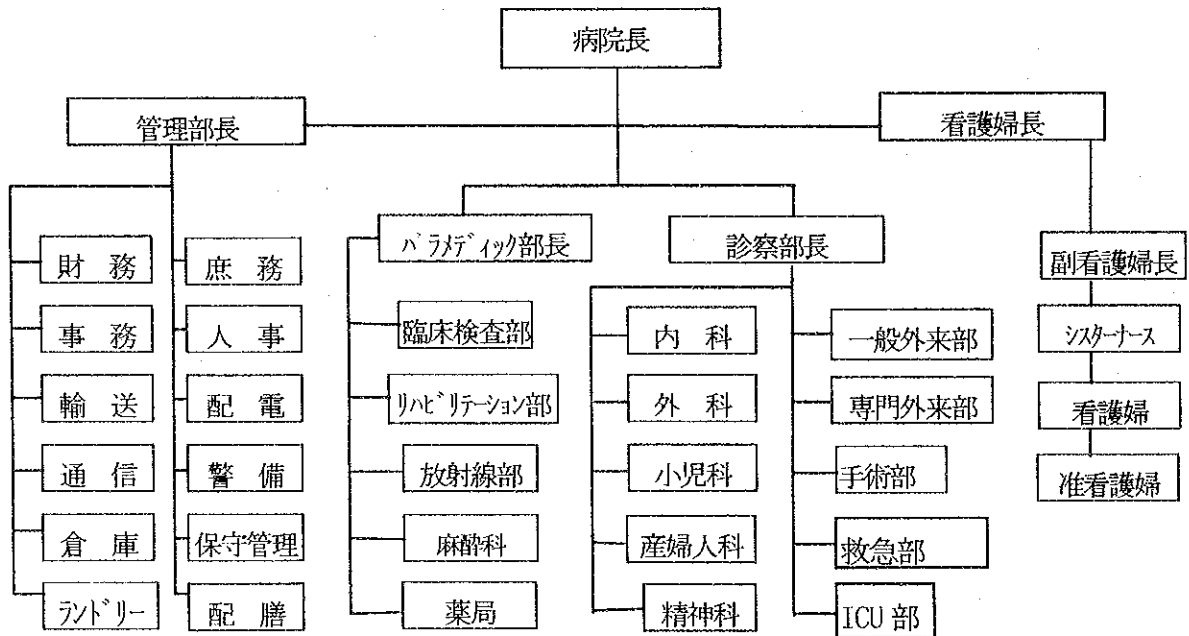 病院長
管理部長
看護婦長
パラメディック部長
診察部長
副看護婦長
財 務
庶 務
臨床検査部
内 科
一般外来部
シスターナース
事 務
人 事
リハビリテーション部
外 科
専門外来部
看護婦
輸 送
配 電
放射線部
小児科
手術部
准看護婦
通 信
警 備
麻酔科
産婦人科
救急部
倉 庫
保守管理
薬局
精神科
ICU 部
ランドリー
配 膳